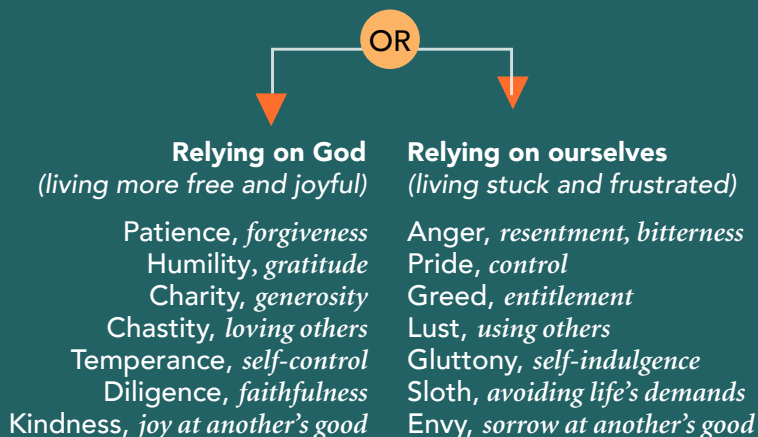 OR
Relying on God
(living more free and joyful)
Patience, forgiveness
Humility, gratitude
Charity, generosity
Chastity, loving others
Temperance, self-control
Diligence, faithfulness
Kindness, joy at another's good
Relying on ourselves
(living stuck and frustrated)
Anger, resentment, bitterness
Pride, control
Greed, entitlement
Lust, using others
Gluttony, self-indulgence
Sloth, avoiding life's demands
Envy, sorrow at another's good